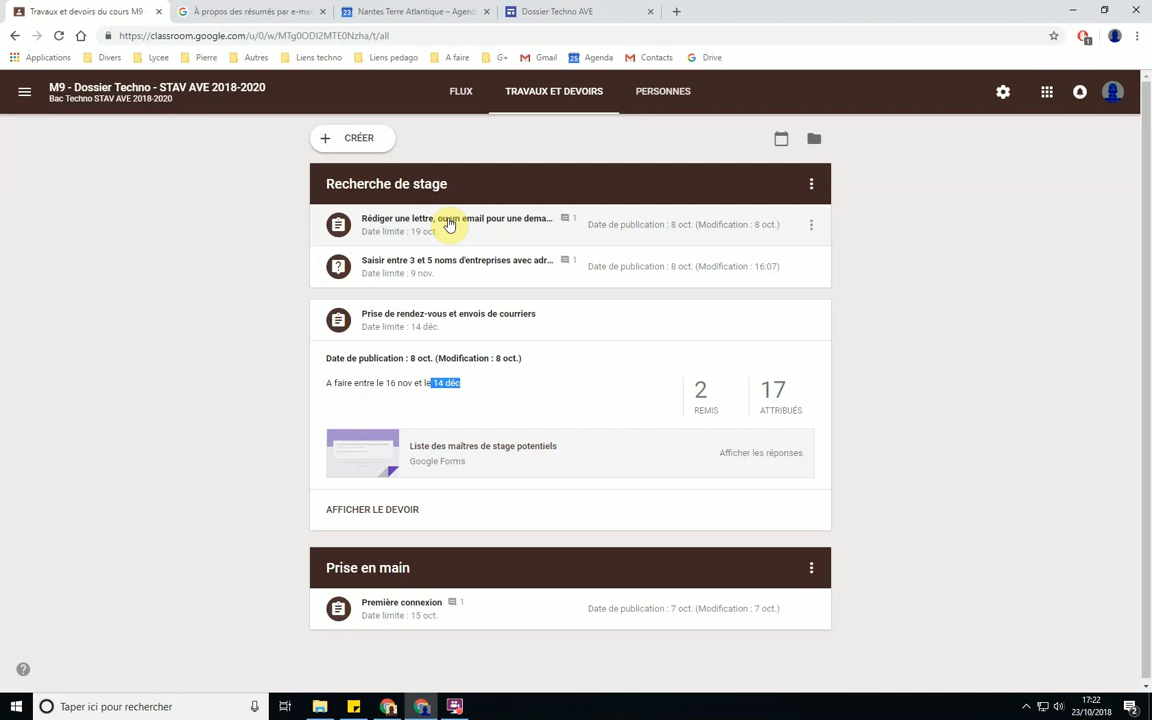 Travaux et devoirs du cours M9 -
À propos des résumés par e-ma
Nantes Terre Atlantique – Agen
Dossier Techno AVE
https://classroom.google.com/u/0/w/MTg0ODI2MTE0Nzha/t/all
Applications Divers Lycee Pierre Autres Liens techno Liens pedago A faire G+ Gmail Agenda Contacts Drive
M9 - Dossier Techno - STAV AVE 2018-2020
Bac Techno STAV AVE 2018-2020
FLUX TRAVAUX ET DEVOIRS PERSONNES
CRÉER
Recherche de stage
Rédiger une lettre, ou un email pour une dema... 1
Date de publication : 8 oct. (Modification : 8 oct.)
Date limite : 19 oct.
Saisir entre 3 et 5 noms d'entreprises avec adr... 1
Date de publication : 8 oct. (Modification : 16:07)
Date limite : 9 nov.
Prise de rendez-vous et envois de courriers
Date limite : 14 déc.
Date de publication : 8 oct. (Modification : 8 oct.)
A faire entre le 16 nov et le 14 déc
2 17
REMIS ATTRIBUÉS
Liste des maîtres de stage potentiels
Google Forms
Afficher les réponses
AFFICHER LE DEVOIR
Prise en main
Première connexion 1
Date de publication : 7 oct. (Modification : 7 oct.)
Date limite : 15 oct.
Taper ici pour rechercher
17:22
23/10/2018
2